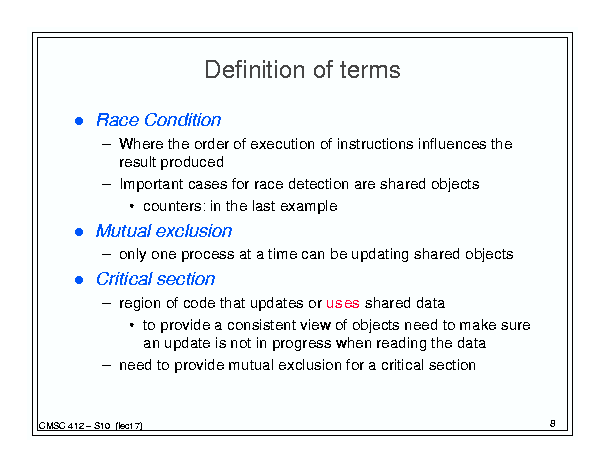 Definition of terms
● Race Condition
– Where the order of execution of instructions influences the
result produced
– Important cases for race detection are shared objects
• counters: in the last example
● Mutual exclusion
– only one process at a time can be updating shared objects
● Critical section
– region of code that updates or uses shared data
• to provide a consistent view of objects need to make sure
an update is not in progress when reading the data
– need to provide mutual exclusion for a critical section
CMSC 412 – S10 (lect 7)
8